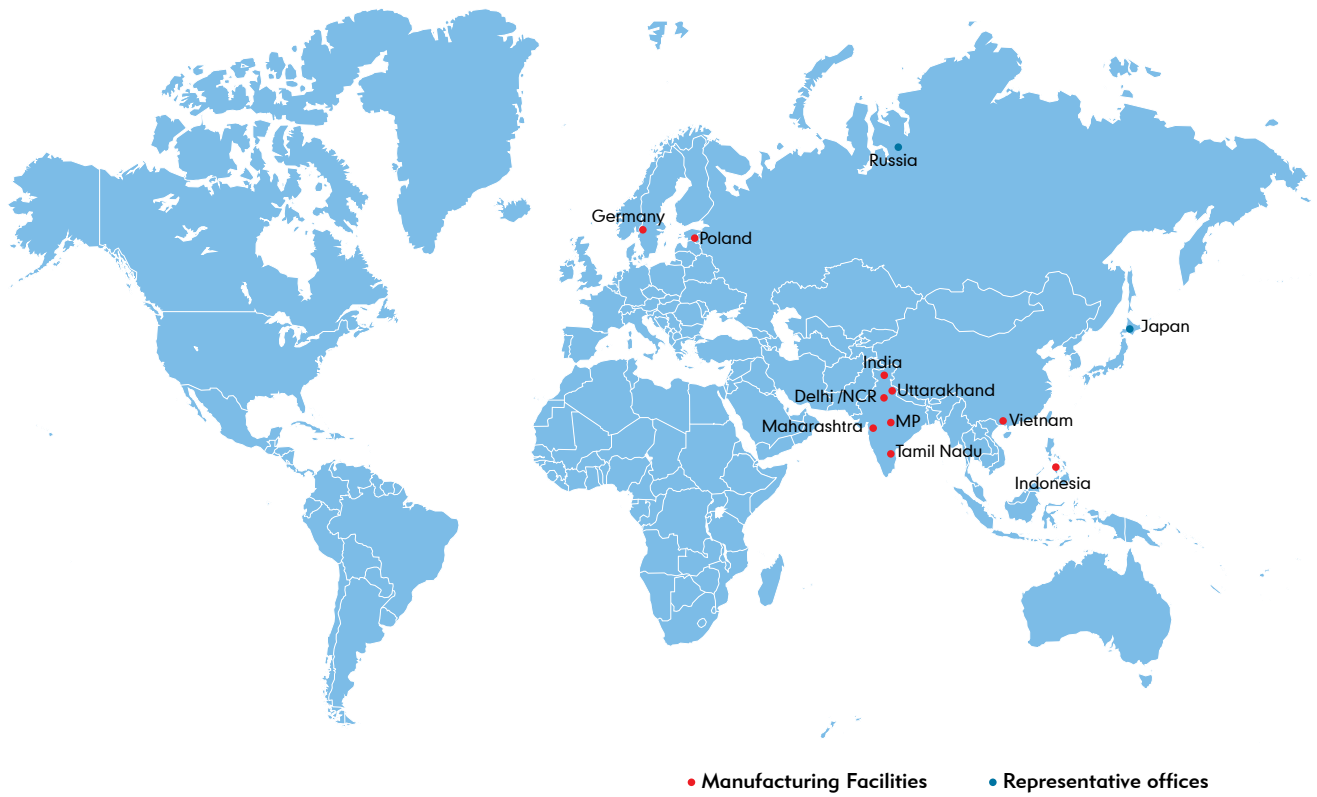 Russia
Germany
Poland
Japan
India
Uttarakhand
Delhi /NCR
MP
Maharashtra
Vietnam
Tamil Nadu
Indonesia
Manufacturing Facilities
Representative offices